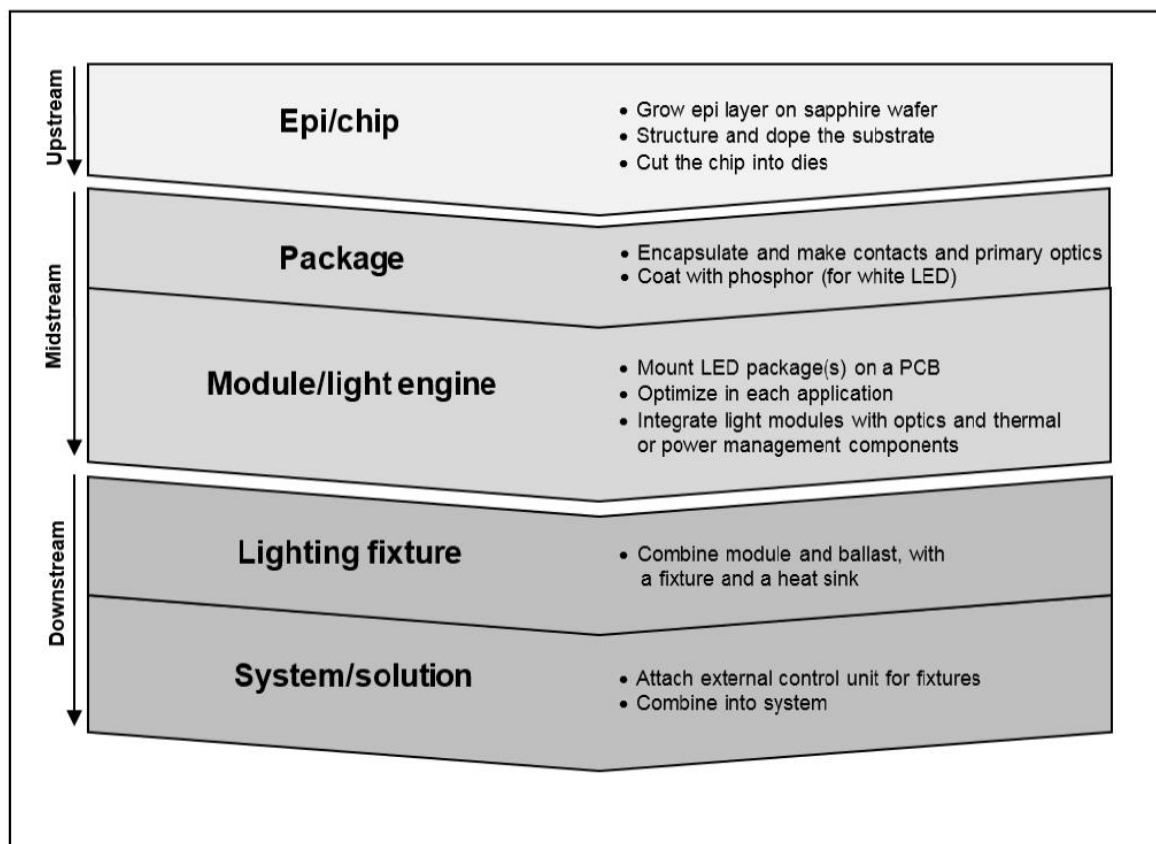 Upstream
Epi/chip
• Grow epi layer on sapphire wafer
• Structure and dope the substrate
• Cut the chip into dies
Midstream
Package
• Encapsulate and make contacts and primary optics
• Coat with phosphor (for white LED)
Module/light engine
• Mount LED package(s) on a PCB
• Optimize in each application
• Integrate light modules with optics and thermal
or power management components
Downstream
Lighting fixture
• Combine module and ballast, with
a fixture and a heat sink
System/solution
• Attach external control unit for fixtures
• Combine into system